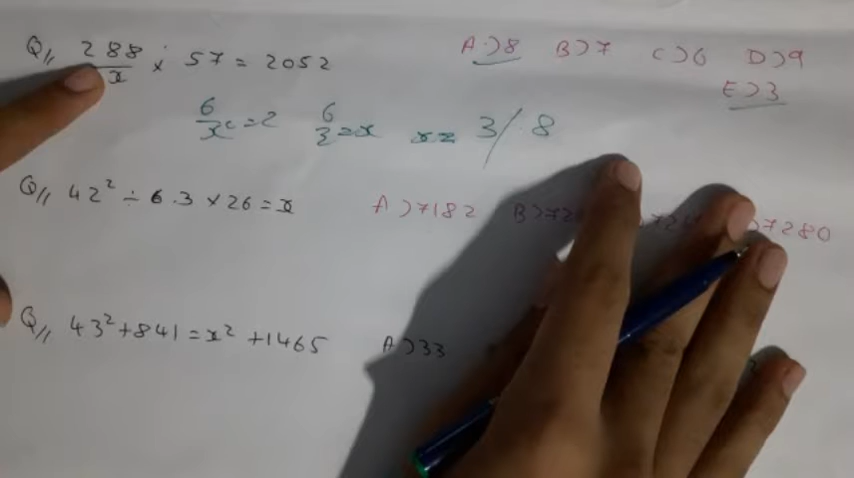 Q// 288/x × 57 = 2052 A>8 B>7 C>6 D>9
E>3
6/x = 2 6/2 = x x = 3/8
Q// 42² ÷ 6.3 × 26 = x A>7182 7280
Q// 43² + 841 = x² + 1465 A>33